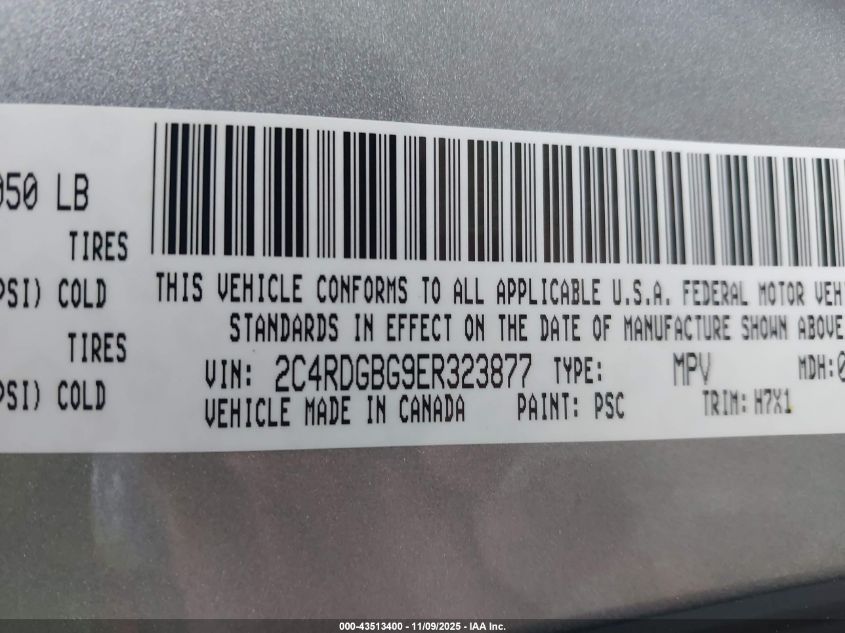 050 LB
TIRES
PSI) COLD
TIRES
PSI) COLD
THIS VEHICLE CONFORMS TO ALL APPLICABLE U.S.A. FEDERAL MOTOR VEHI
STANDARDS IN EFFECT ON THE DATE OF MANUFACTURE SHOWN ABOVE
VIN: 2C4RDGBG9ER323877 TYPE: MPV MDH:0
VEHICLE MADE IN CANADA PAINT: PSC TRIM: H7X1
000-43513400 - 11/09/2025 - IAA Inc.